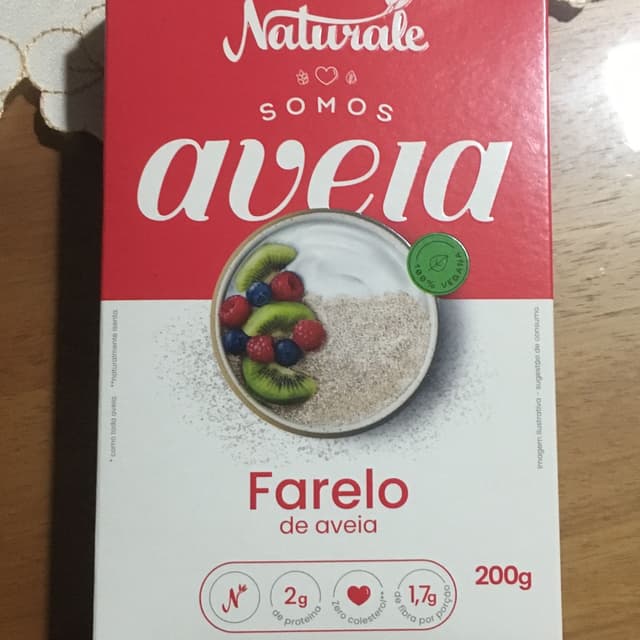 Naturale
SOMOS
aveia
100% VEGANA
* como toda aveia. **naturalmente isento.
Imagem ilustrativa - sugestão de consumo
Farelo
de aveia
200g
N
2g
de proteína
zero colesterol**
1,7g
de fibra por porção